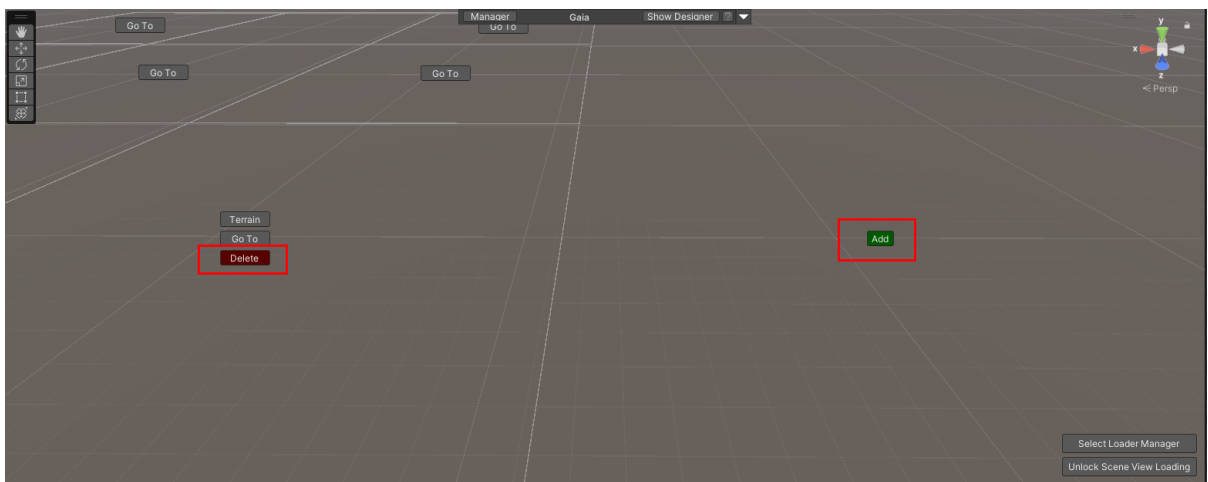 Manager Gaia Show Designer ?
Go To Go To
y
x
Go To Go To
z
< Persp
Terrain
Go To Add
Delete
Select Loader Manager
Unlock Scene View Loading